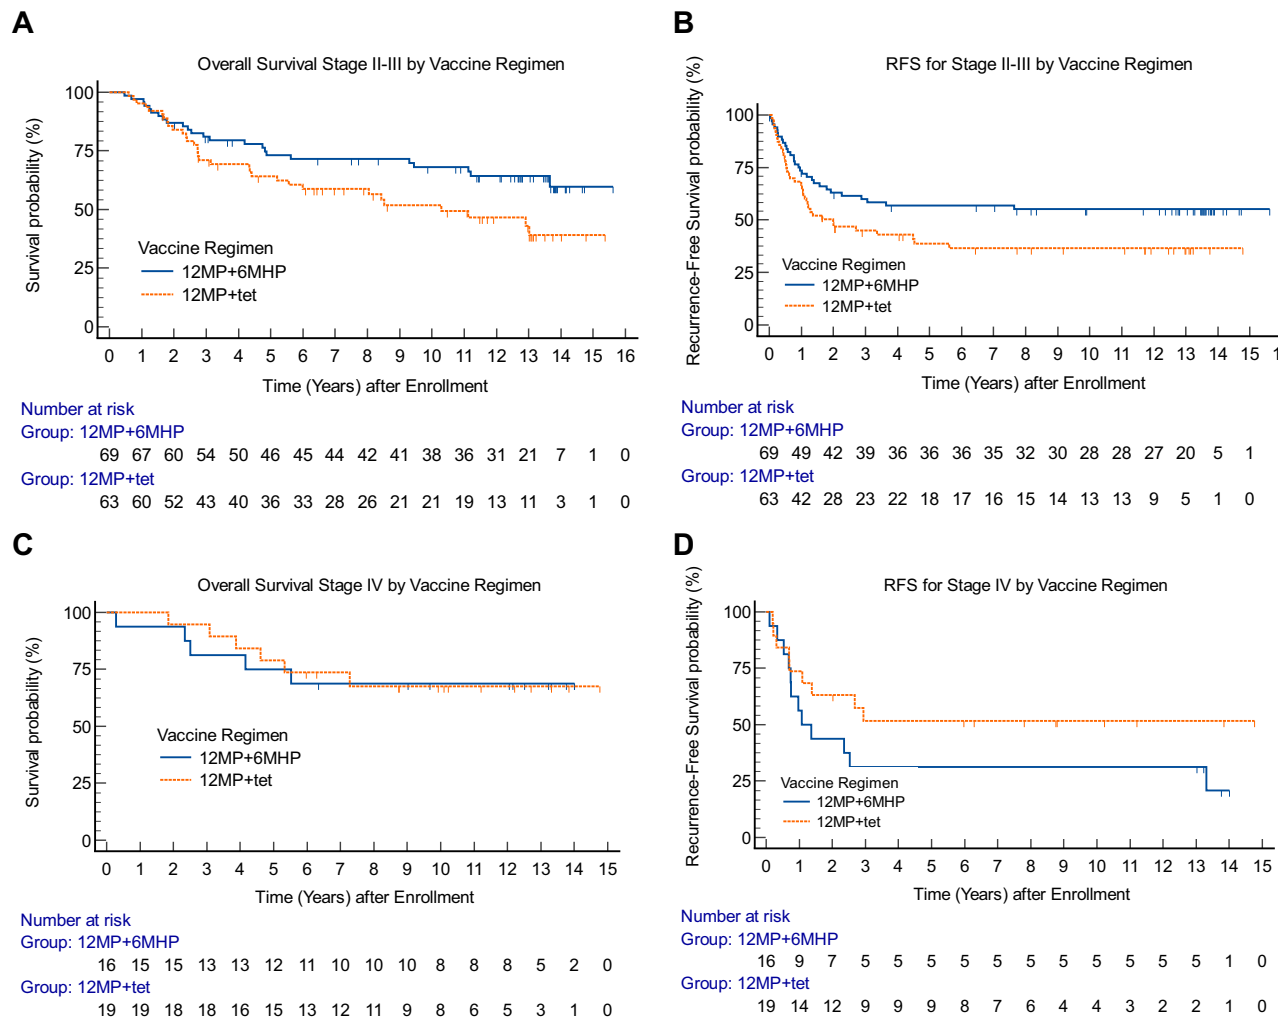 A
Overall Survival Stage II-III by Vaccine Regimen
Survival probability (%)
100
75
50
25
0
Vaccine Regimen
12MP+6MHP
12MP+tet
0 1 2 3 4 5 6 7 8 9 10 11 12 13 14 15 16
Time (Years) after Enrollment
Number at risk
Group: 12MP+6MHP
69 67 60 54 50 46 45 44 42 41 38 36 31 21 7 1 0
Group: 12MP+tet
63 60 52 43 40 36 33 28 26 21 21 19 13 11 3 1 0
B
RFS for Stage II-III by Vaccine Regimen
Recurrence-Free Survival probability (%)
100
75
50
25
0
Vaccine Regimen
12MP+6MHP
12MP+tet
0 1 2 3 4 5 6 7 8 9 10 11 12 13 14 15 1
Time (Years) after Enrollment
Number at risk
Group: 12MP+6MHP
69 49 42 39 36 36 36 35 32 30 28 28 27 20 5 1
Group: 12MP+tet
63 42 28 23 22 18 17 16 15 14 13 13 9 5 1 0
C
Overall Survival Stage IV by Vaccine Regimen
Survival probability (%)
100
75
50
25
0
Vaccine Regimen
12MP+6MHP
12MP+tet
0 1 2 3 4 5 6 7 8 9 10 11 12 13 14 15
Time (Years) after Enrollment
Number at risk
Group: 12MP+6MHP
16 15 15 13 13 12 11 10 10 10 8 8 8 5 2 0
Group: 12MP+tet
19 19 18 18 16 15 13 12 11 9 8 6 5 3 1 0
D
RFS for Stage IV by Vaccine Regimen
Recurrence-Free Survival probability (%)
100
75
50
25
0
Vaccine Regimen
12MP+6MHP
12MP+tet
0 1 2 3 4 5 6 7 8 9 10 11 12 13 14 15
Time (Years) after Enrollment
Number at risk
Group: 12MP+6MHP
16 9 7 5 5 5 5 5 5 5 5 5 5 5 1 0
Group: 12MP+tet
19 14 12 9 9 9 8 7 6 4 4 3 2 2 1 0